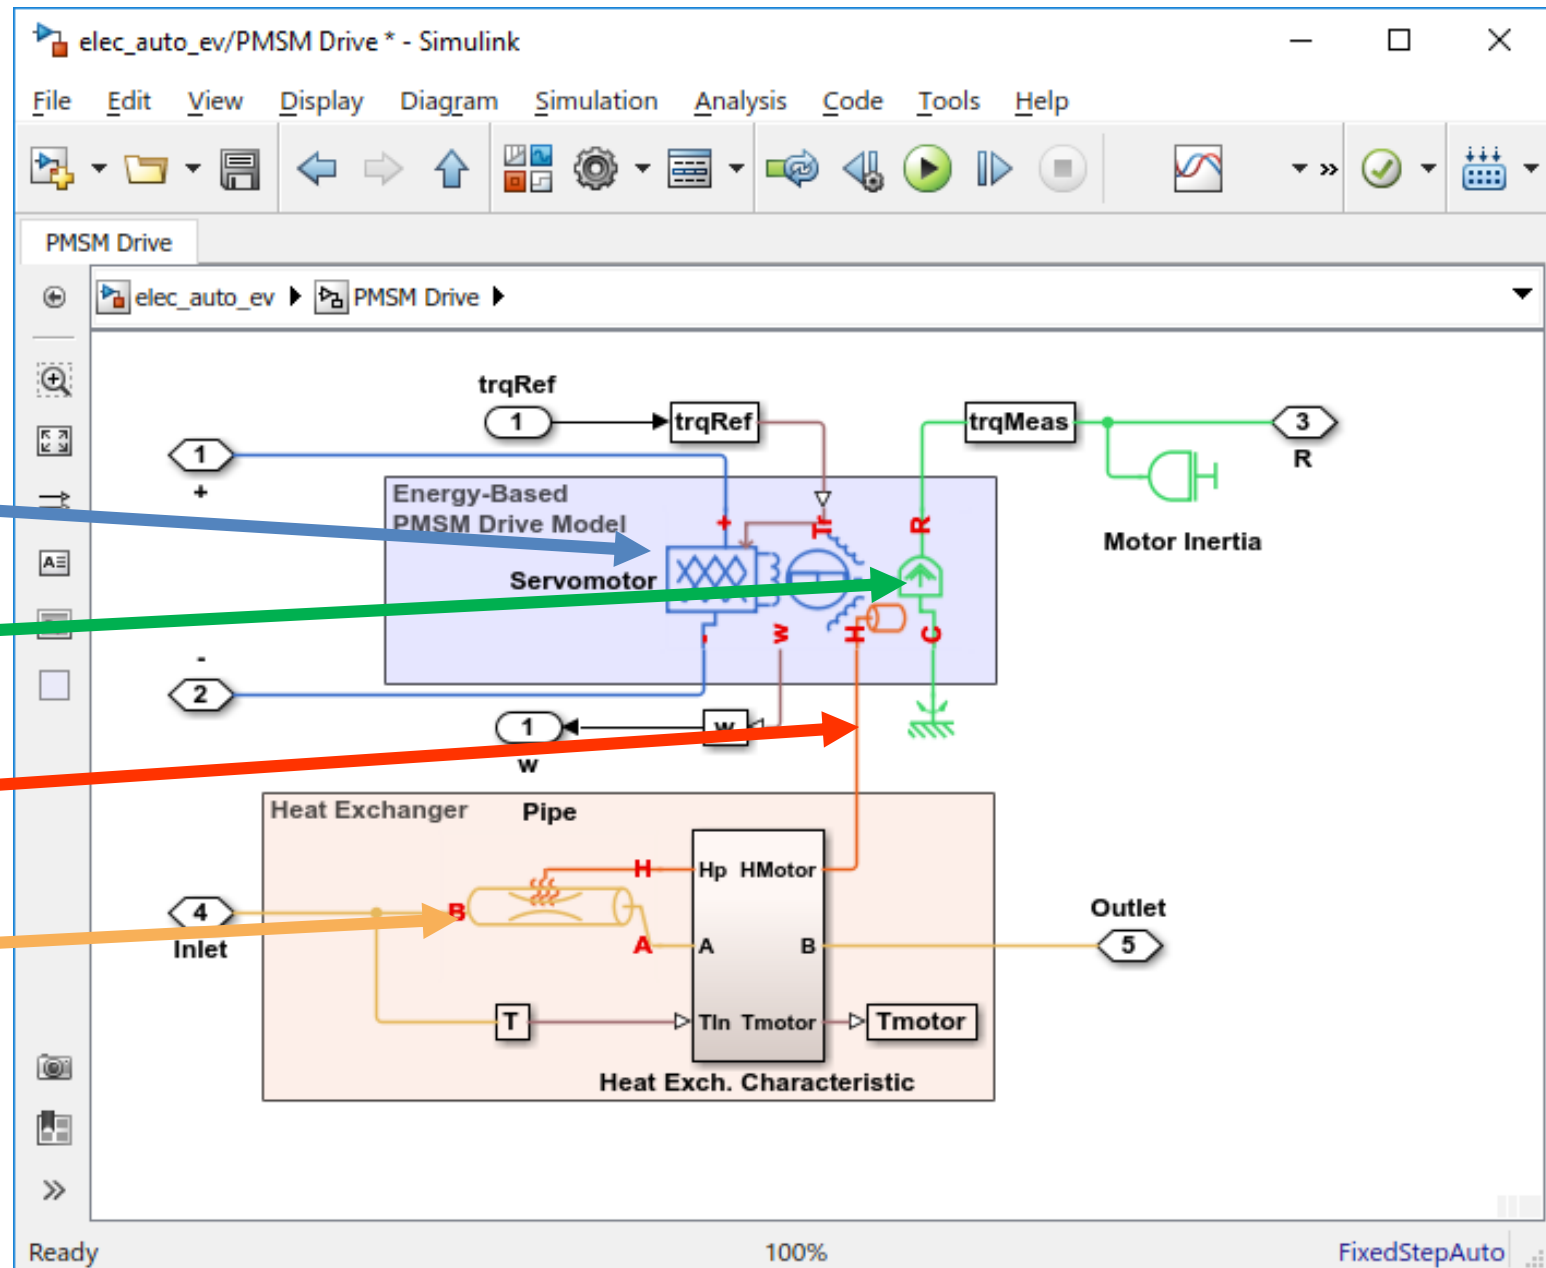 elec_auto_ev/PMSM Drive * - Simulink
File Edit View Display Diagram Simulation Analysis Code Tools Help
PMSM Drive
elec_auto_ev PMSM Drive
trqRef
1 trqRef trqMeas 3
R
1
+
Energy-Based
PMSM Drive Model
+ Tr R
Motor Inertia
Servomotor
- w H C
-
2
1 w
w
Heat Exchanger Pipe
H Hp HMotor
4 B
Inlet
Outlet
A A B 5
T TIn Tmotor Tmotor
Heat Exch. Characteristic
Ready 100% FixedStepAuto